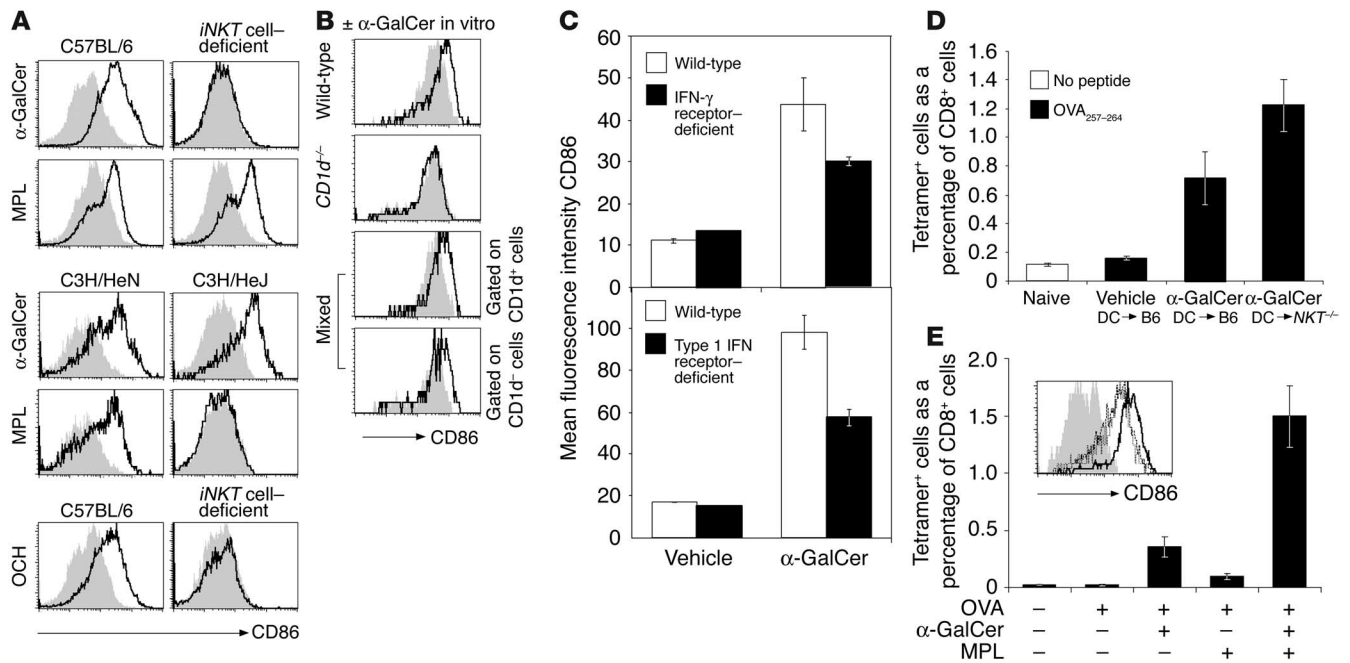 A
C57BL/6
iNKT cell–
deficient
α-GalCer
MPL
C3H/HeN
C3H/HeJ
α-GalCer
MPL
C57BL/6
iNKT cell–
deficient
OCH
CD86
B
± α-GalCer in vitro
Wild-type
CD1d⁻/⁻
Mixed
Gated on
CD1d⁺ cells
Gated on
CD1d⁻ cells
CD86
C
Mean fluorescence intensity CD86
60
50
40
30
20
10
0
Wild-type
IFN-γ
receptor–
deficient
100
80
60
40
20
0
Wild-type
Type 1 IFN
receptor–
deficient
Vehicle
α-GalCer
D
Tetramer⁺ cells as a
percentage of CD8⁺ cells
1.6
1.4
1.2
1.0
0.8
0.6
0.4
0.2
0
No peptide
OVA₂₅₇₋₂₆₄
Naive
Vehicle
DC → B6
α-GalCer
DC → B6
α-GalCer
DC → NKT⁻/⁻
E
Tetramer⁺ cells as a
percentage of CD8⁺ cells
2.0
1.5
1.0
0.5
0
CD86
OVA – + + + +
α-GalCer – – + – +
MPL – – – + +